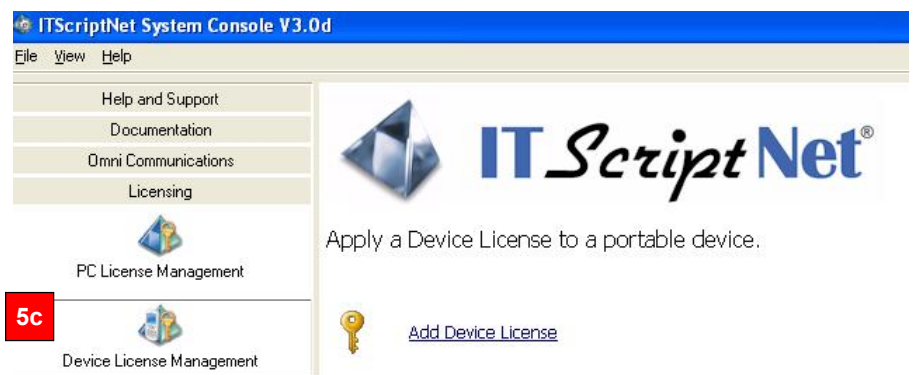 ITScriptNet System Console V3.0d
File View Help
Help and Support
Documentation
Omni Communications
Licensing
PC License Management
5c
Device License Management
IT Script Net®
Apply a Device License to a portable device.
Add Device License